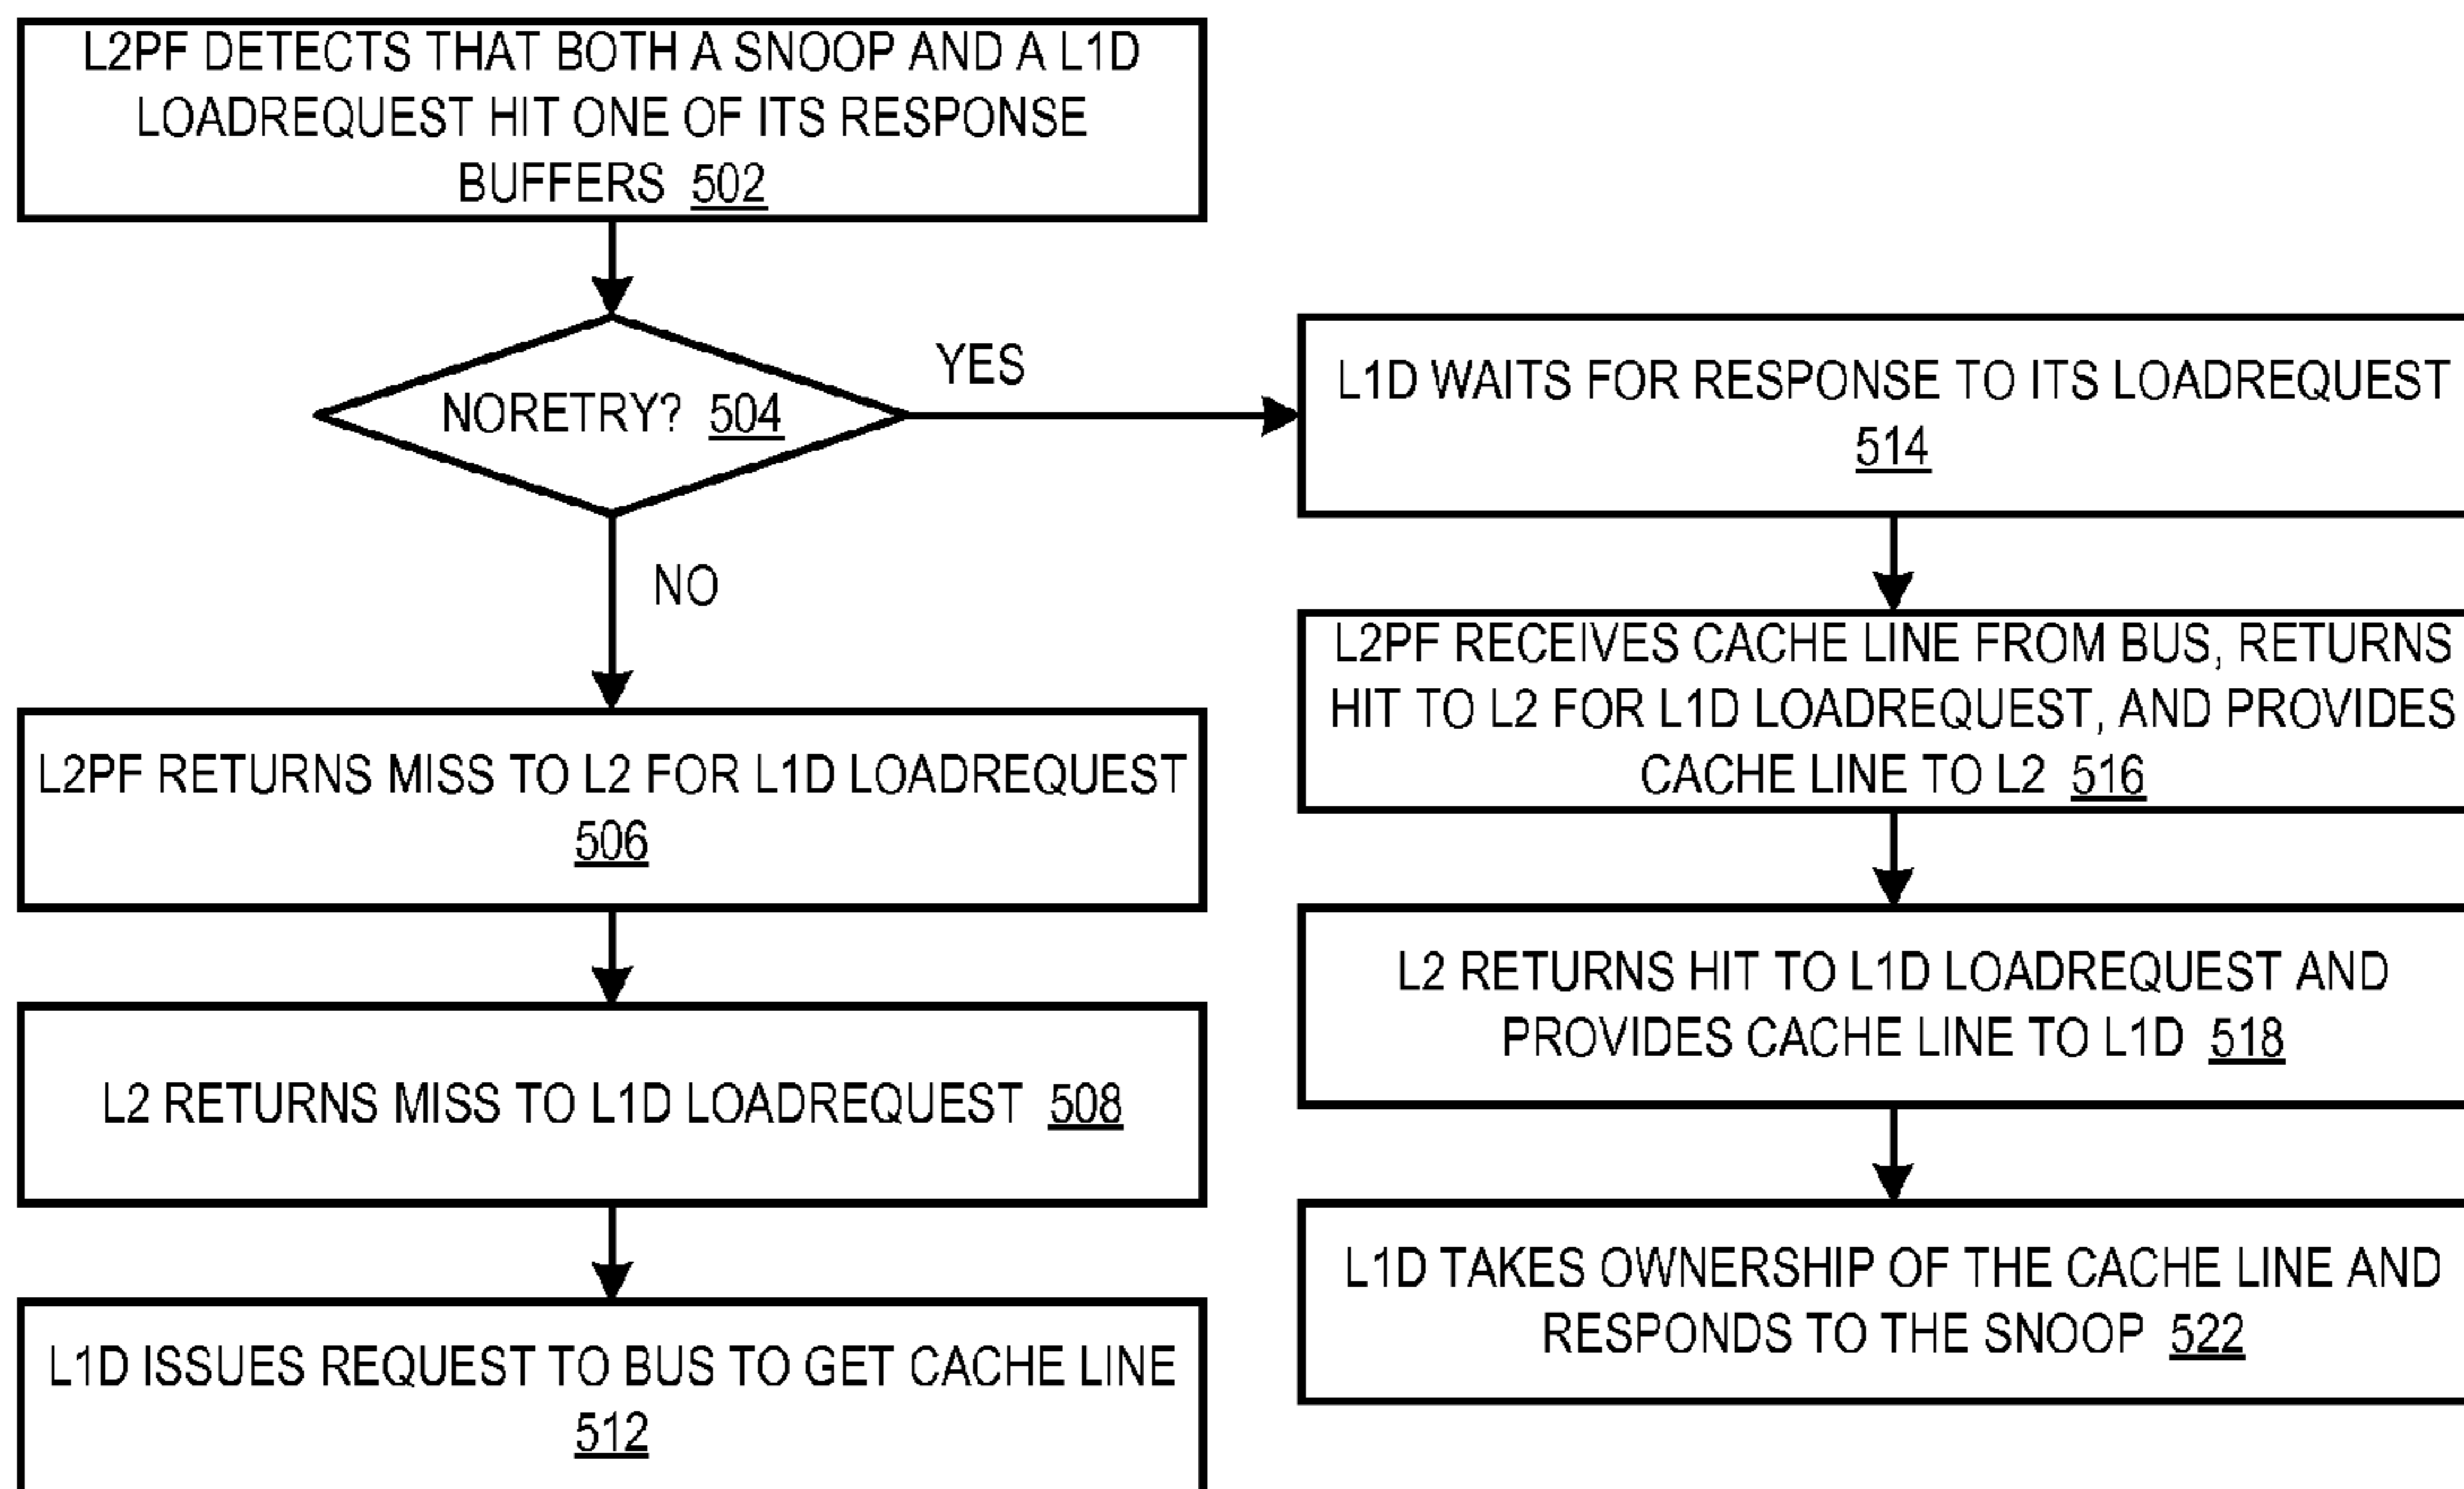 L2PF DETECTS THAT BOTH A SNOOP AND A L1D
LOADREQUEST HIT ONE OF ITS RESPONSE
BUFFERS 502
NORETRY? 504
YES
NO
L2PF RETURNS MISS TO L2 FOR L1D LOADREQUEST
506
L2 RETURNS MISS TO L1D LOADREQUEST 508
L1D ISSUES REQUEST TO BUS TO GET CACHE LINE
512
L1D WAITS FOR RESPONSE TO ITS LOADREQUEST
514
L2PF RECEIVES CACHE LINE FROM BUS, RETURNS
HIT TO L2 FOR L1D LOADREQUEST, AND PROVIDES
CACHE LINE TO L2 516
L2 RETURNS HIT TO L1D LOADREQUEST AND
PROVIDES CACHE LINE TO L1D 518
L1D TAKES OWNERSHIP OF THE CACHE LINE AND
RESPONDS TO THE SNOOP 522